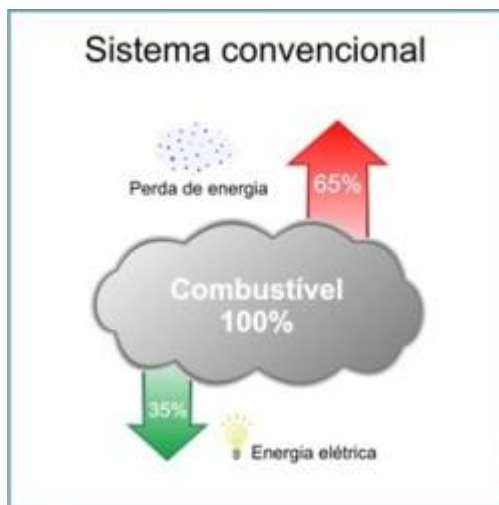 Sistema convencional
65%
Perda de energia
Combustível
100%
35%
Energia elétrica